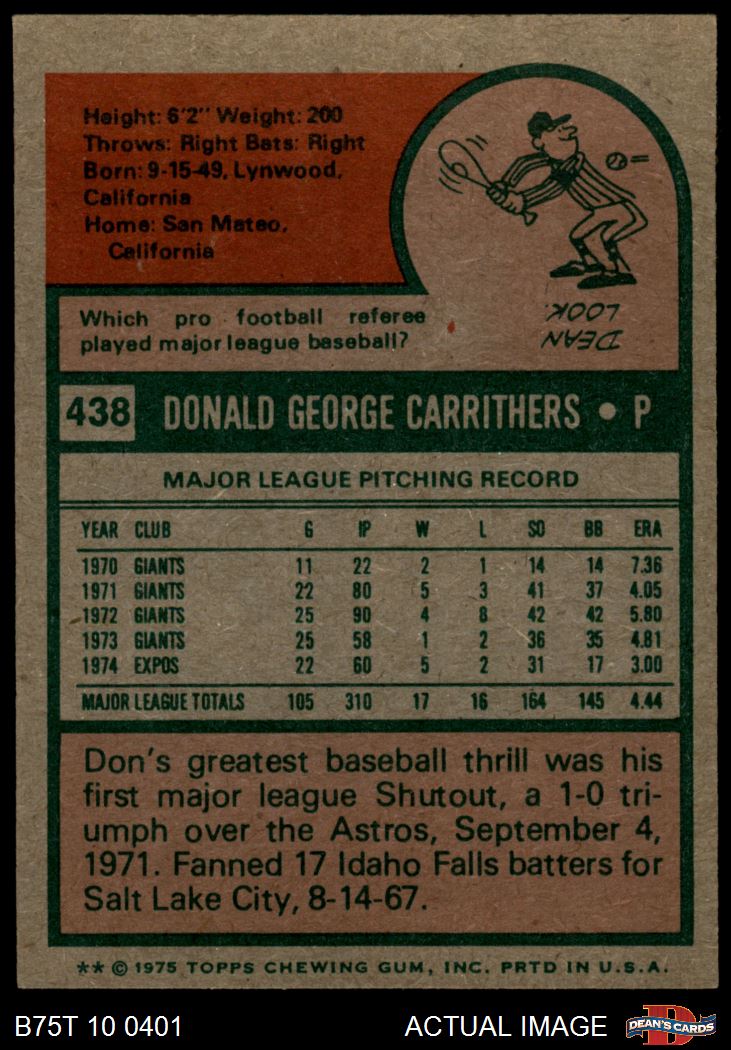 Height: 6'2" Weight: 200
Throws: Right Bats: Right
Born: 9-15-49, Lynwood,
California
Home: San Mateo,
California
Which pro football referee
played major league baseball?
DEAN
LOOK.
438 DONALD GEORGE CARRITHERS • P
MAJOR LEAGUE PITCHING RECORD
YEAR CLUB G IP W L SO BB ERA
1970 GIANTS 11 22 2 1 14 14 7.36
1971 GIANTS 22 80 5 3 41 37 4.05
1972 GIANTS 25 90 4 8 42 42 5.80
1973 GIANTS 25 58 1 2 36 35 4.81
1974 EXPOS 22 60 5 2 31 17 3.00
MAJOR LEAGUE TOTALS 105 310 17 16 164 145 4.44
Don's greatest baseball thrill was his
first major league Shutout, a 1-0 tri-
umph over the Astros, September 4,
1971. Fanned 17 Idaho Falls batters for
Salt Lake City, 8-14-67.
** © 1975 TOPPS CHEWING GUM, INC. PRTD IN U.S.A.
B75T 10 0401 ACTUAL IMAGE
D
DEAN'S CARDS